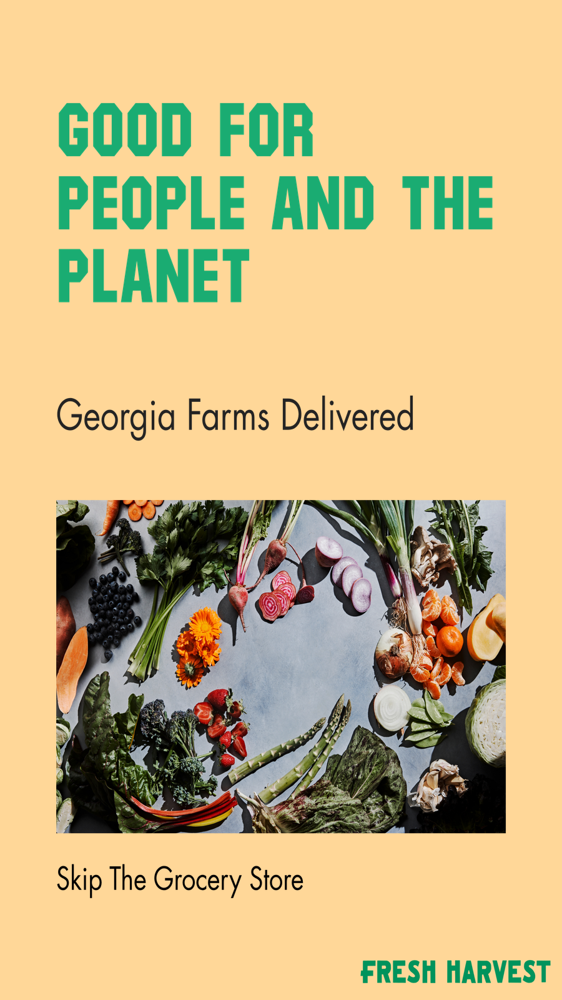 GOOD FOR
PEOPLE AND THE
PLANET
Georgia Farms Delivered
Skip The Grocery Store
FRESH HARVEST